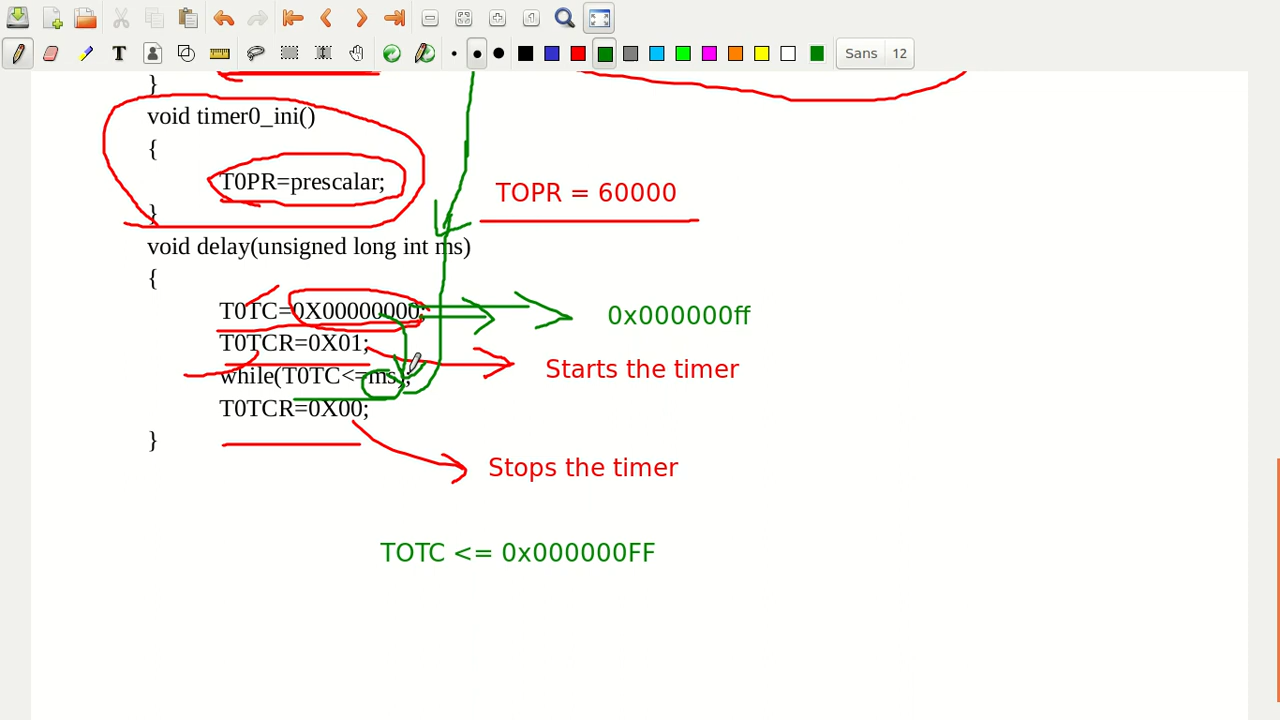 T
Sans 12
}
void timer0_ini()
{
T0PR=prescalar;
TOPR = 60000
}
void delay(unsigned long int ms)
{
T0TC=0X00000000;
0x000000ff
T0TCR=0X01;
Starts the timer
while(T0TC<=ms);
T0TCR=0X00;
}
Stops the timer
TOTC <= 0x000000FF